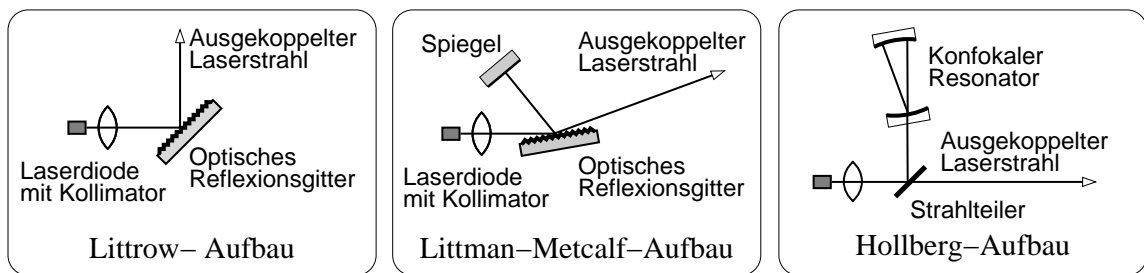 Ausgekoppelter
Laserstrahl
Laserdiode
mit Kollimator
Optisches
Reflexionsgitter
Littrow– Aufbau
Spiegel
Ausgekoppelter
Laserstrahl
Laserdiode
mit Kollimator
Optisches
Reflexionsgitter
Littman–Metcalf–Aufbau
Konfokaler
Resonator
Ausgekoppelter
Laserstrahl
Strahlteiler
Hollberg–Aufbau